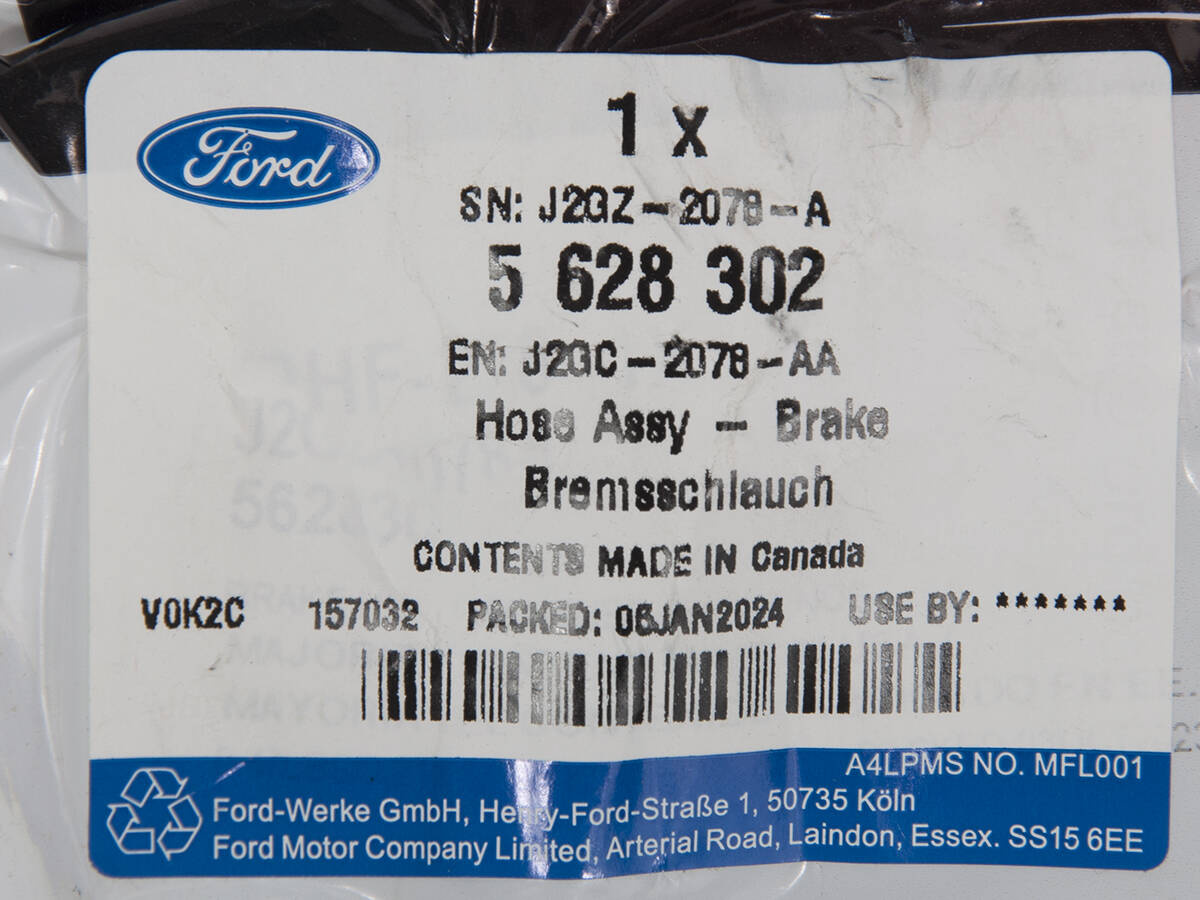 Ford
1 x
SN: J2GZ-2078-A
5 628 302
EN: J2GC-2078-AA
Hose Assy - Brake
Bremsschlauch
CONTENTS MADE IN Canada
V0K2C 157032 PACKED: 06JAN2024 USE BY: *******
A4LPMS NO. MFL001
Ford-Werke GmbH, Henry-Ford-Straße 1, 50735 Köln
Ford Motor Company Limited, Arterial Road, Laindon, Essex. SS15 6EE